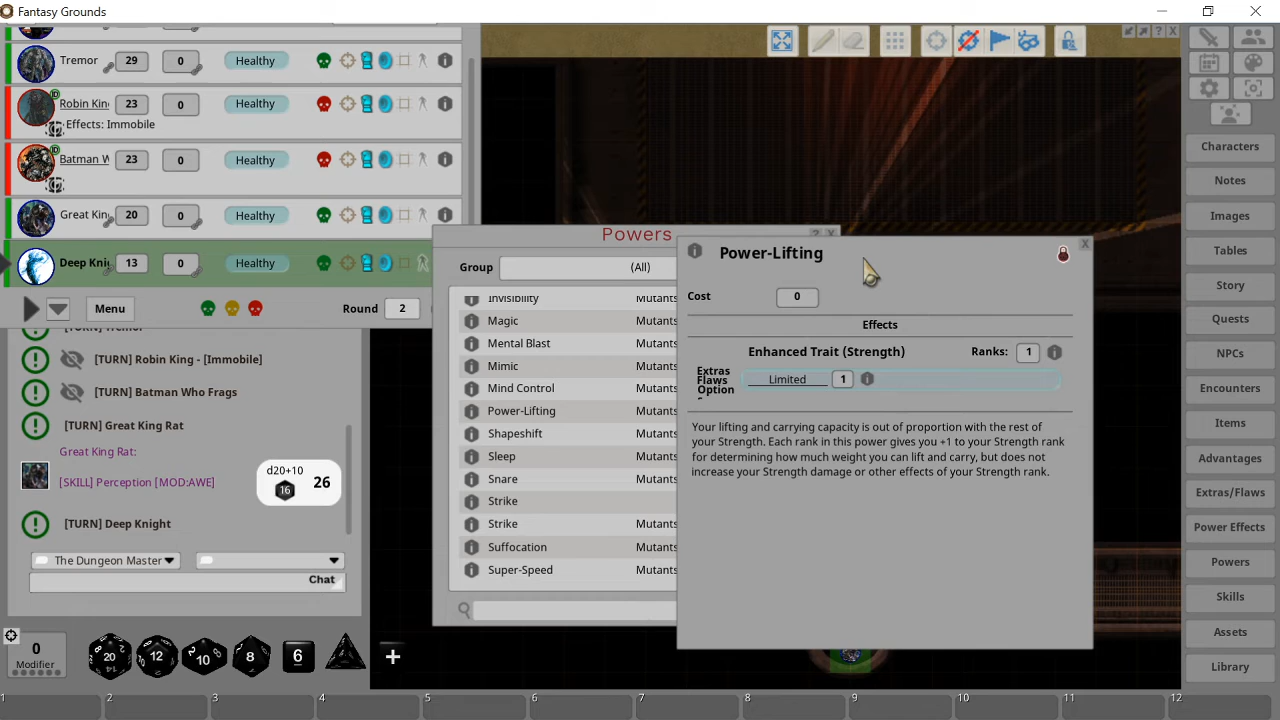 Fantasy Grounds
Tremor 29 0 Healthy
Robin Kin 23 0 Healthy
Effects: Immobile
Batman W 23 0 Healthy
Great Kin 20 0 Healthy
Deep Kni 13 0 Healthy
Menu Round 2
[TURN] Tremor
[TURN] Robin King - [Immobile]
[TURN] Batman Who Frags
[TURN] Great King Rat
Great King Rat:
[SKILL] Perception [MOD:AWE]
d20+10
16
26
[TURN] Deep Knight
The Dungeon Master
Chat
0
Modifier
20 12 10 8 6
Powers
Group (All)
Invisibility Mutants
Magic Mutants
Mental Blast Mutants
Mimic Mutants
Mind Control Mutants
Power-Lifting Mutants
Shapeshift Mutants
Sleep Mutants
Snare Mutants
Strike
Strike Mutants
Suffocation Mutants
Super-Speed Mutants
Power-Lifting
Cost 0
Effects
Enhanced Trait (Strength) Ranks: 1
Extras
Flaws
Option
Limited 1
Your lifting and carrying capacity is out of proportion with the rest of
your Strength. Each rank in this power gives you +1 to your Strength rank
for determining how much weight you can lift and carry, but does not
increase your Strength damage or other effects of your Strength rank.
Characters
Notes
Images
Tables
Story
Quests
NPCs
Encounters
Items
Advantages
Extras/Flaws
Power Effects
Powers
Skills
Assets
Library
1 2 3 4 5 6 7 8 9 10 11 12